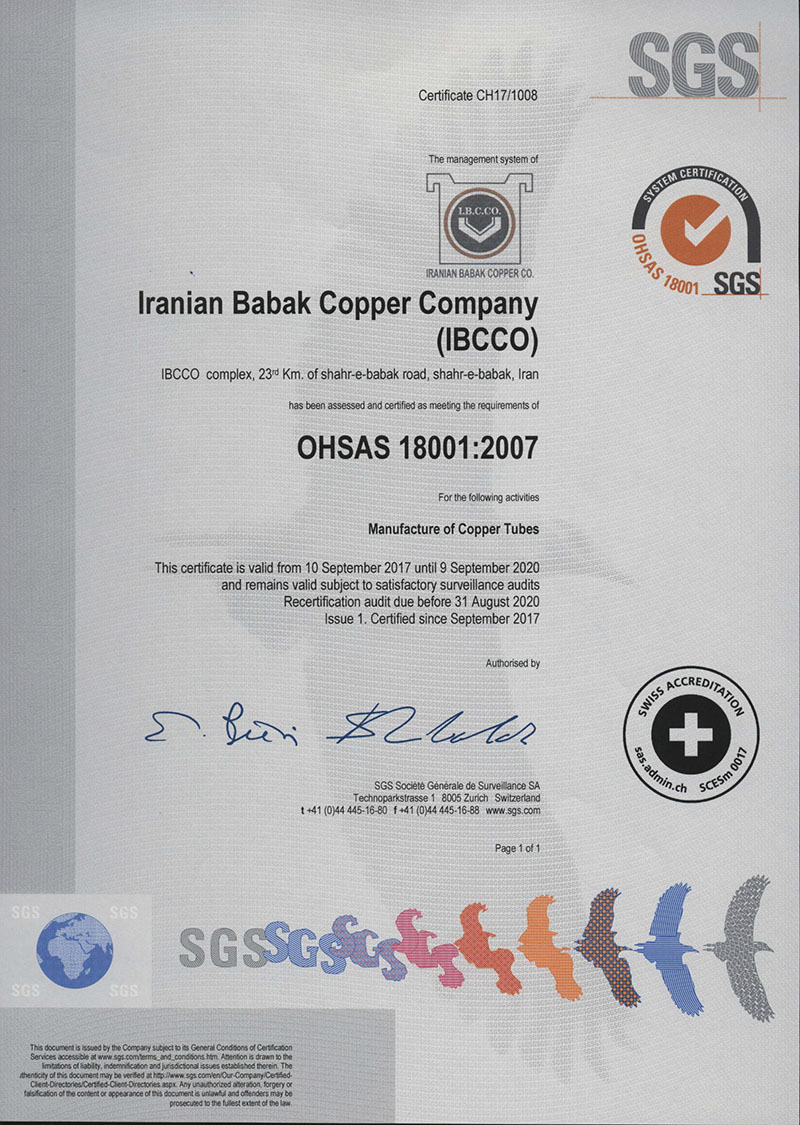 SGS
Certificate CH17/1008
The management system of
I.B.C.CO.
IRANIAN BABAK COPPER CO.
SYSTEM CERTIFICATION
OHSAS 18001
SGS
Iranian Babak Copper Company
(IBCCO)
IBCCO complex, 23rd Km. of shahr-e-babak road, shahr-e-babak, Iran
has been assessed and certified as meeting the requirements of
OHSAS 18001:2007
For the following activities
Manufacture of Copper Tubes
This certificate is valid from 10 September 2017 until 9 September 2020
and remains valid subject to satisfactory surveillance audits
Recertification audit due before 31 August 2020
Issue 1. Certified since September 2017
Authorised by
SWISS ACCREDITATION
sas.admin.ch SCESm 0017
SGS Société Générale de Surveillance SA
Technoparkstrasse 1 8005 Zurich Switzerland
t +41 (0)44 445-16-80 f +41 (0)44 445-16-88 www.sgs.com
Page 1 of 1
SGS SGS
SGS SGS
SGS SGS SGS
This document is issued by the Company subject to its General Conditions of Certification
Services accessible at www.sgs.com/terms_and_conditions.htm. Attention is drawn to the
limitations of liability, indemnification and jurisdictional issues established therein. The
uthenticity of this document may be verified at http://www.sgs.com/en/Our-Company/Certified-
Client-Directories/Certified-Client-Directories.aspx. Any unauthorized alteration, forgery or
falsification of the content or appearance of this document is unlawful and offenders may be
prosecuted to the fullest extent of the law.